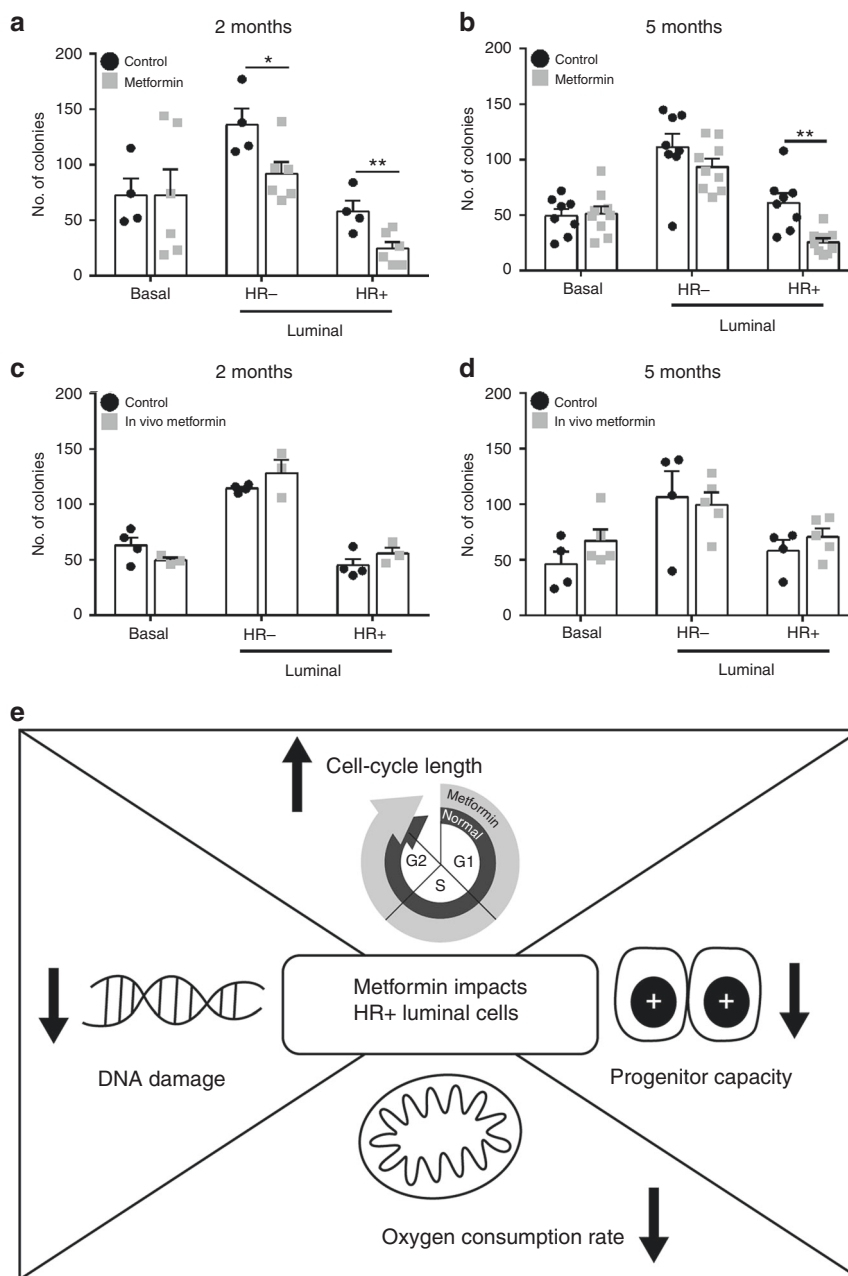 a
2 months
Control
Metformin
*
**
No. of colonies
200
150
100
50
0
Basal
HR–
HR+
Luminal
b
5 months
Control
Metformin
**
No. of colonies
200
150
100
50
0
Basal
HR–
HR+
Luminal
c
2 months
Control
In vivo metformin
No. of colonies
200
150
100
50
0
Basal
HR–
HR+
Luminal
d
5 months
Control
In vivo metformin
No. of colonies
200
150
100
50
0
Basal
HR–
HR+
Luminal
e
Cell-cycle length
Metformin
Normal
G2
G1
S
Metformin impacts
HR+ luminal cells
+ +
DNA damage
Progenitor capacity
Oxygen consumption rate